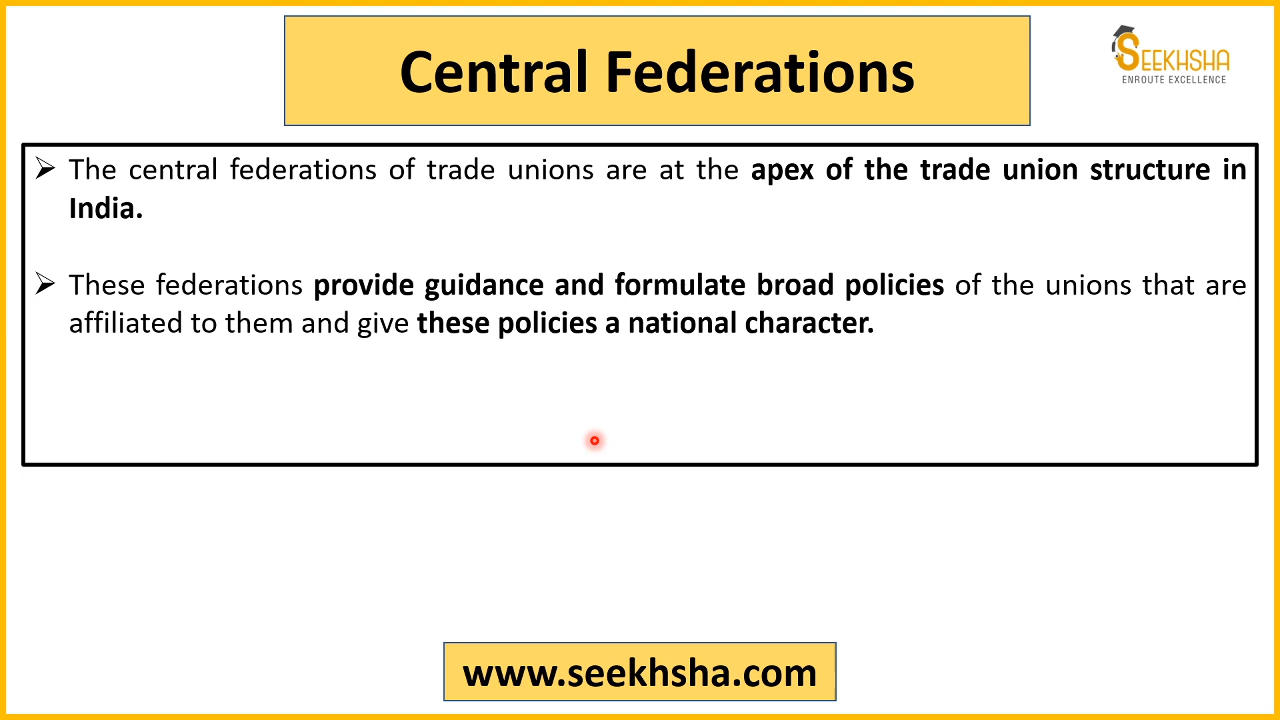 Central Federations
SEEKHSHA
ENROUTE EXCELLENCE
➢ The central federations of trade unions are at the apex of the trade union structure in
India.
➢ These federations provide guidance and formulate broad policies of the unions that are
affiliated to them and give these policies a national character.
www.seekhsha.com